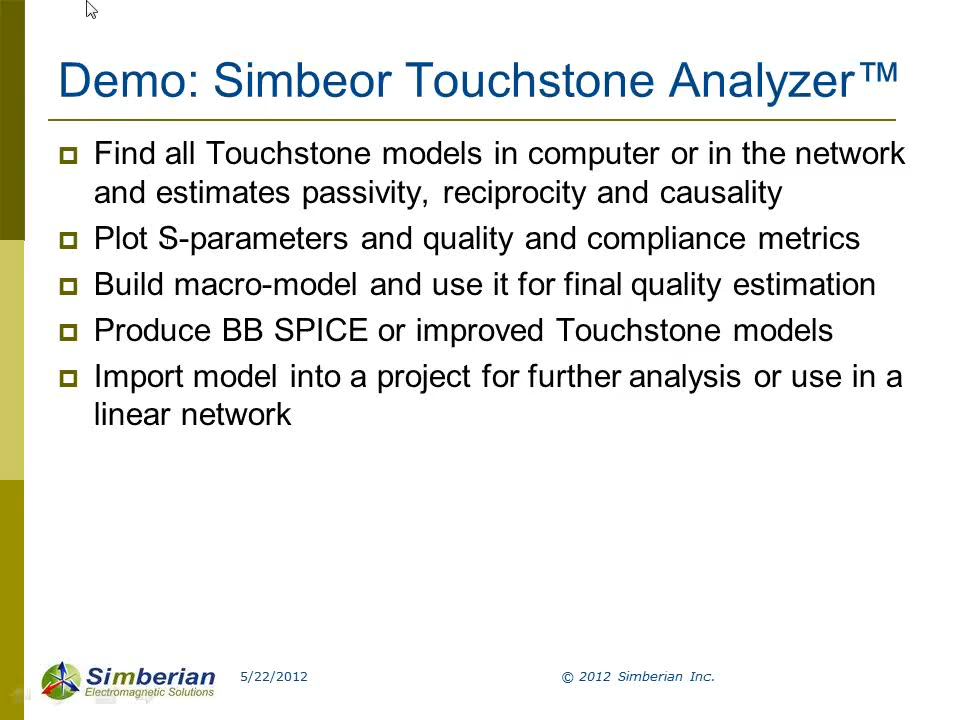 Demo: Simbeor Touchstone Analyzer™
Find all Touchstone models in computer or in the network
and estimates passivity, reciprocity and causality
Plot S-parameters and quality and compliance metrics
Build macro-model and use it for final quality estimation
Produce BB SPICE or improved Touchstone models
Import model into a project for further analysis or use in a
linear network
Simberian
Electromagnetic Solutions
5/22/2012
© 2012 Simberian Inc.